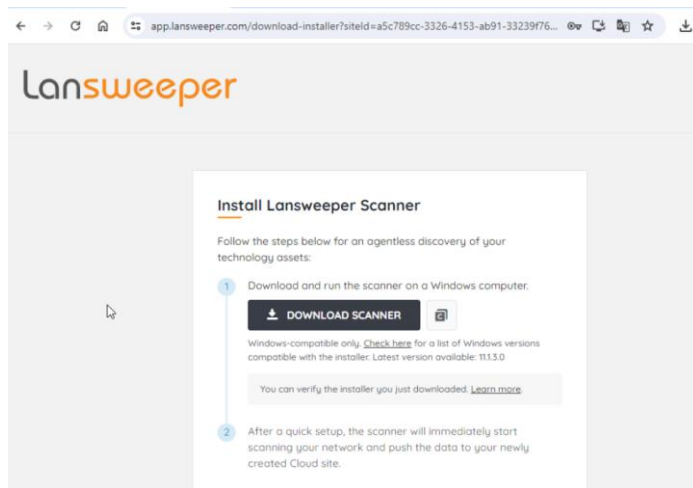 app.lansweeper.com/download-installer?siteId=a5c789cc-3326-4153-ab91-33239f76...
Lansweeper
Install Lansweeper Scanner
Follow the steps below for an agentless discovery of your
technology assets:
1 Download and run the scanner on a Windows computer.
DOWNLOAD SCANNER
Windows-compatible only. Check here for a list of Windows versions
compatible with the installer. Latest version available: 11.1.3.0
You can verify the installer you just downloaded. Learn more.
2 After a quick setup, the scanner will immediately start
scanning your network and push the data to your newly
created Cloud site.